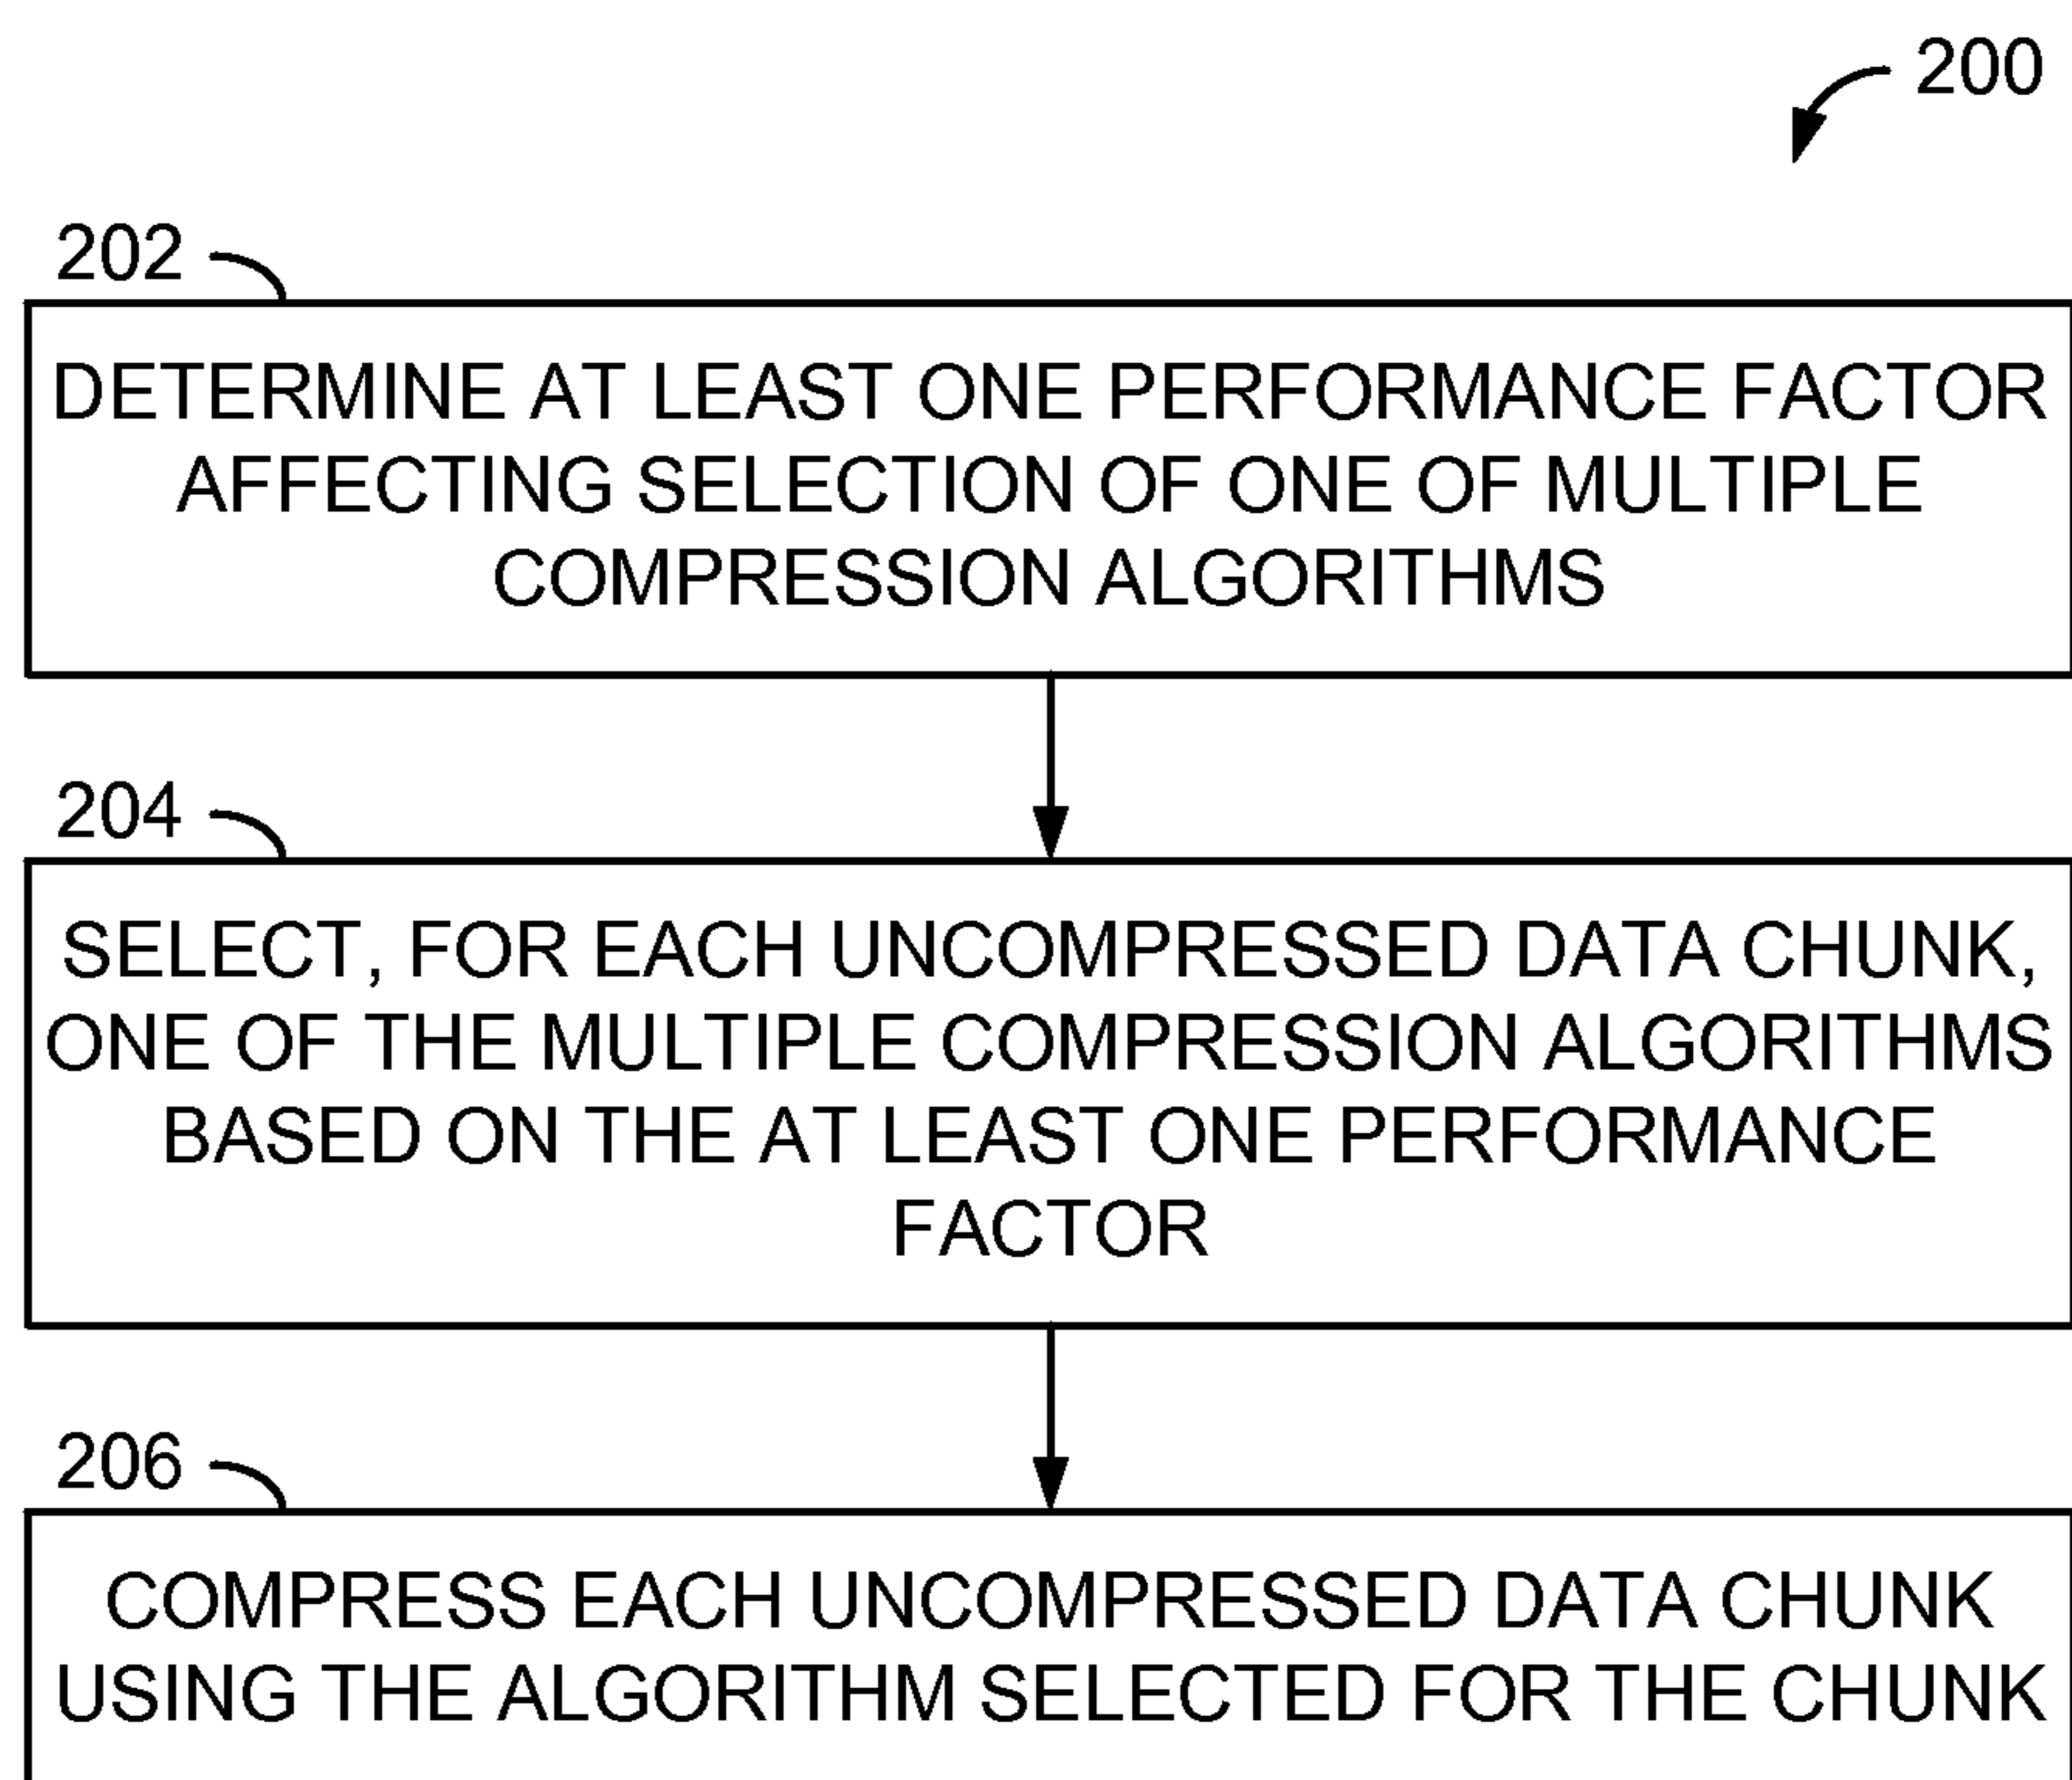 200
202
DETERMINE AT LEAST ONE PERFORMANCE FACTOR
AFFECTING SELECTION OF ONE OF MULTIPLE
COMPRESSION ALGORITHMS
204
SELECT, FOR EACH UNCOMPRESSED DATA CHUNK,
ONE OF THE MULTIPLE COMPRESSION ALGORITHMS
BASED ON THE AT LEAST ONE PERFORMANCE
FACTOR
206
COMPRESS EACH UNCOMPRESSED DATA CHUNK
USING THE ALGORITHM SELECTED FOR THE CHUNK